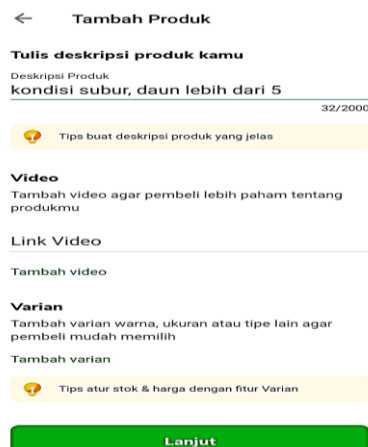 Tambah Produk
Tulis deskripsi produk kamu
Deskripsi Produk
kondisi subur, daun lebih dari 5
32/2000
Tips buat deskripsi produk yang jelas
Video
Tambah video agar pembeli lebih paham tentang
produkmu
Link Video
Tambah video
Varian
Tambah varian warna, ukuran atau tipe lain agar
pembeli mudah memilih
Tambah varian
Tips atur stok & harga dengan fitur Varian
Lanjut